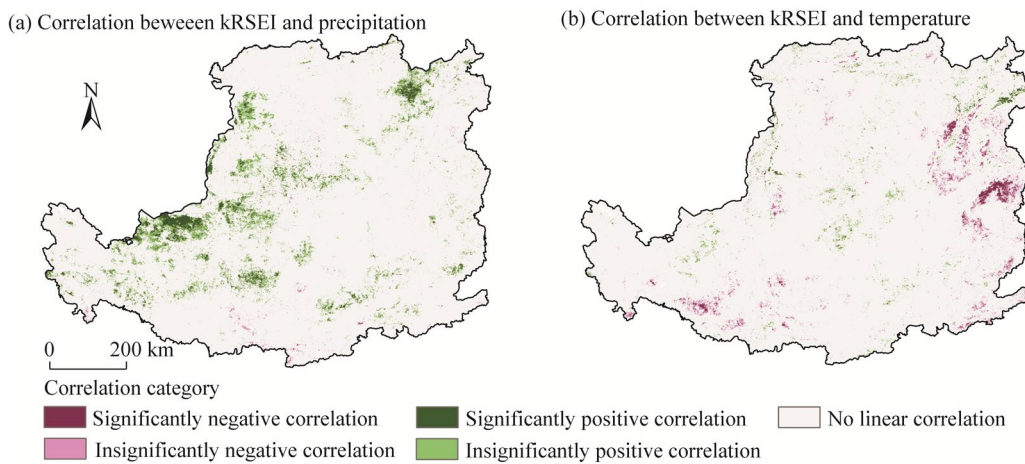 (a) Correlation beweeen kRSEI and precipitation
(b) Correlation between kRSEI and temperature
N
0 200 km
Correlation category
Significantly negative correlation
Significantly positive correlation
No linear correlation
Insignificantly negative correlation
Insignificantly positive correlation